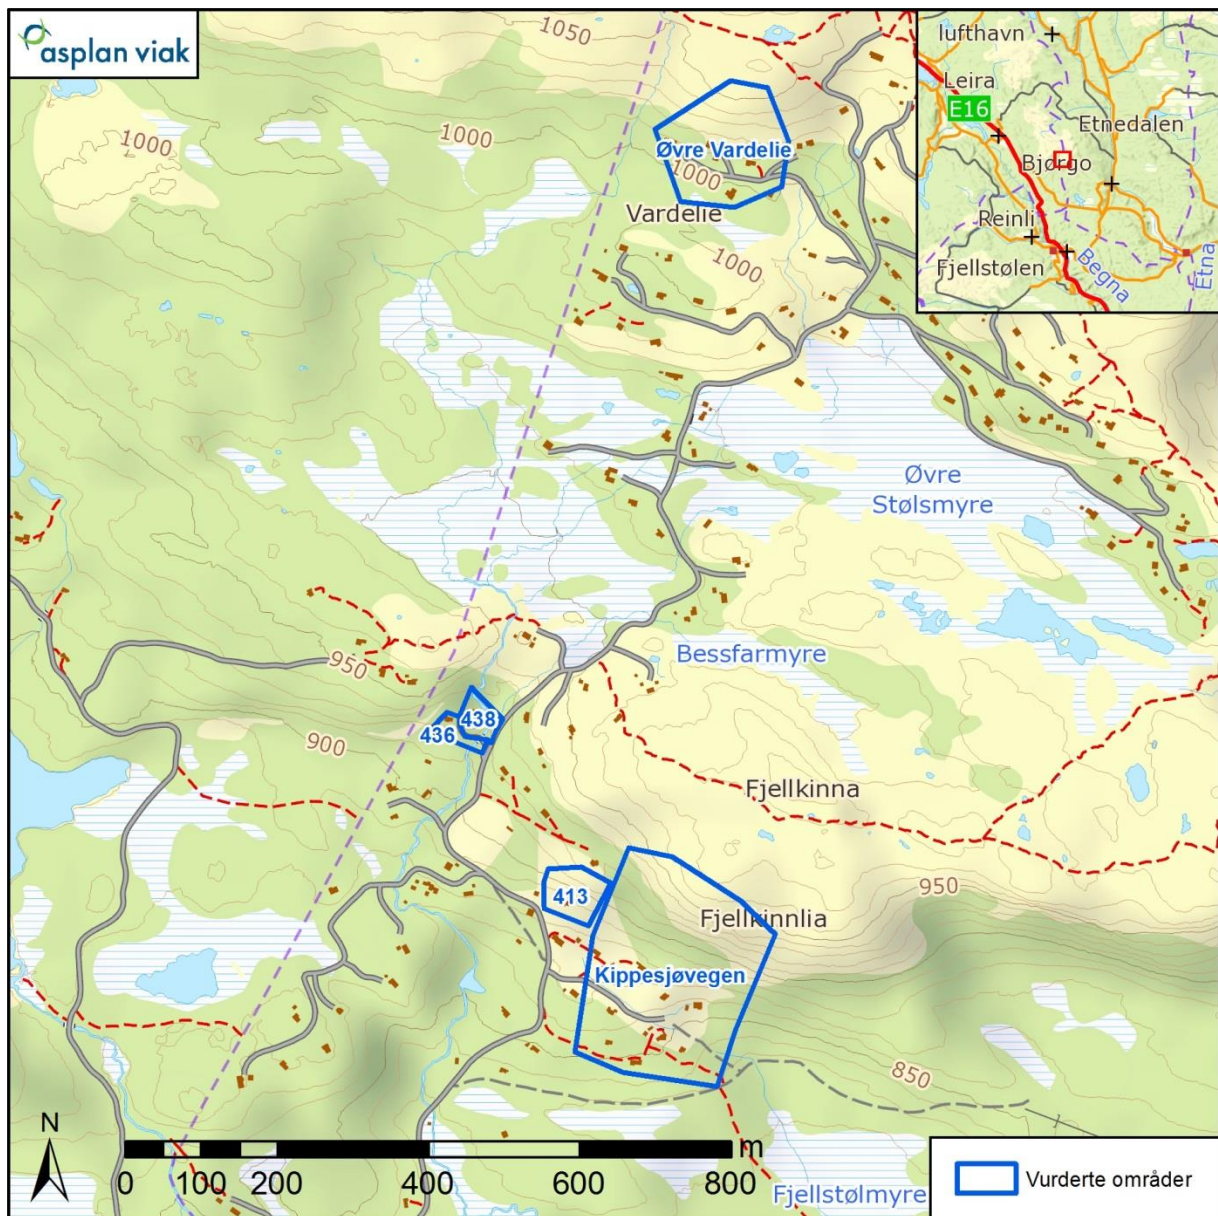 asplan viak
1050
1000
1000
Øvre Vardelie
1000
Vardelie
1000
lufthavn
Leira
E16
Etnedalen
Bjørgo
Reinli
Fjellstølen
Begna
Etna
Øvre
Stølsmyre
Bessfarmyre
950
438
436
900
Fjellkinna
950
413
Fjellkinnlia
Kippesjøvegen
850
N
m
0 100 200 400 600 800
Fjellstølmyre
Vurderte områder